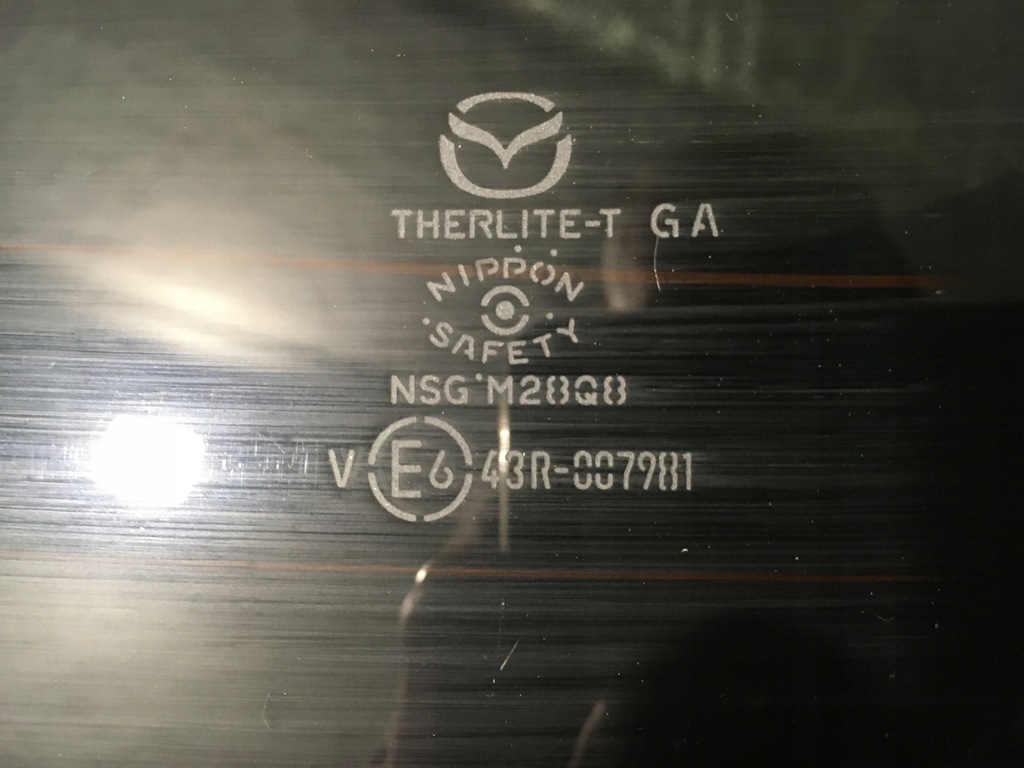 THERLITE-T GA
NIPPON
SAFETY
NSG M28Q8
V E6 43R-007981